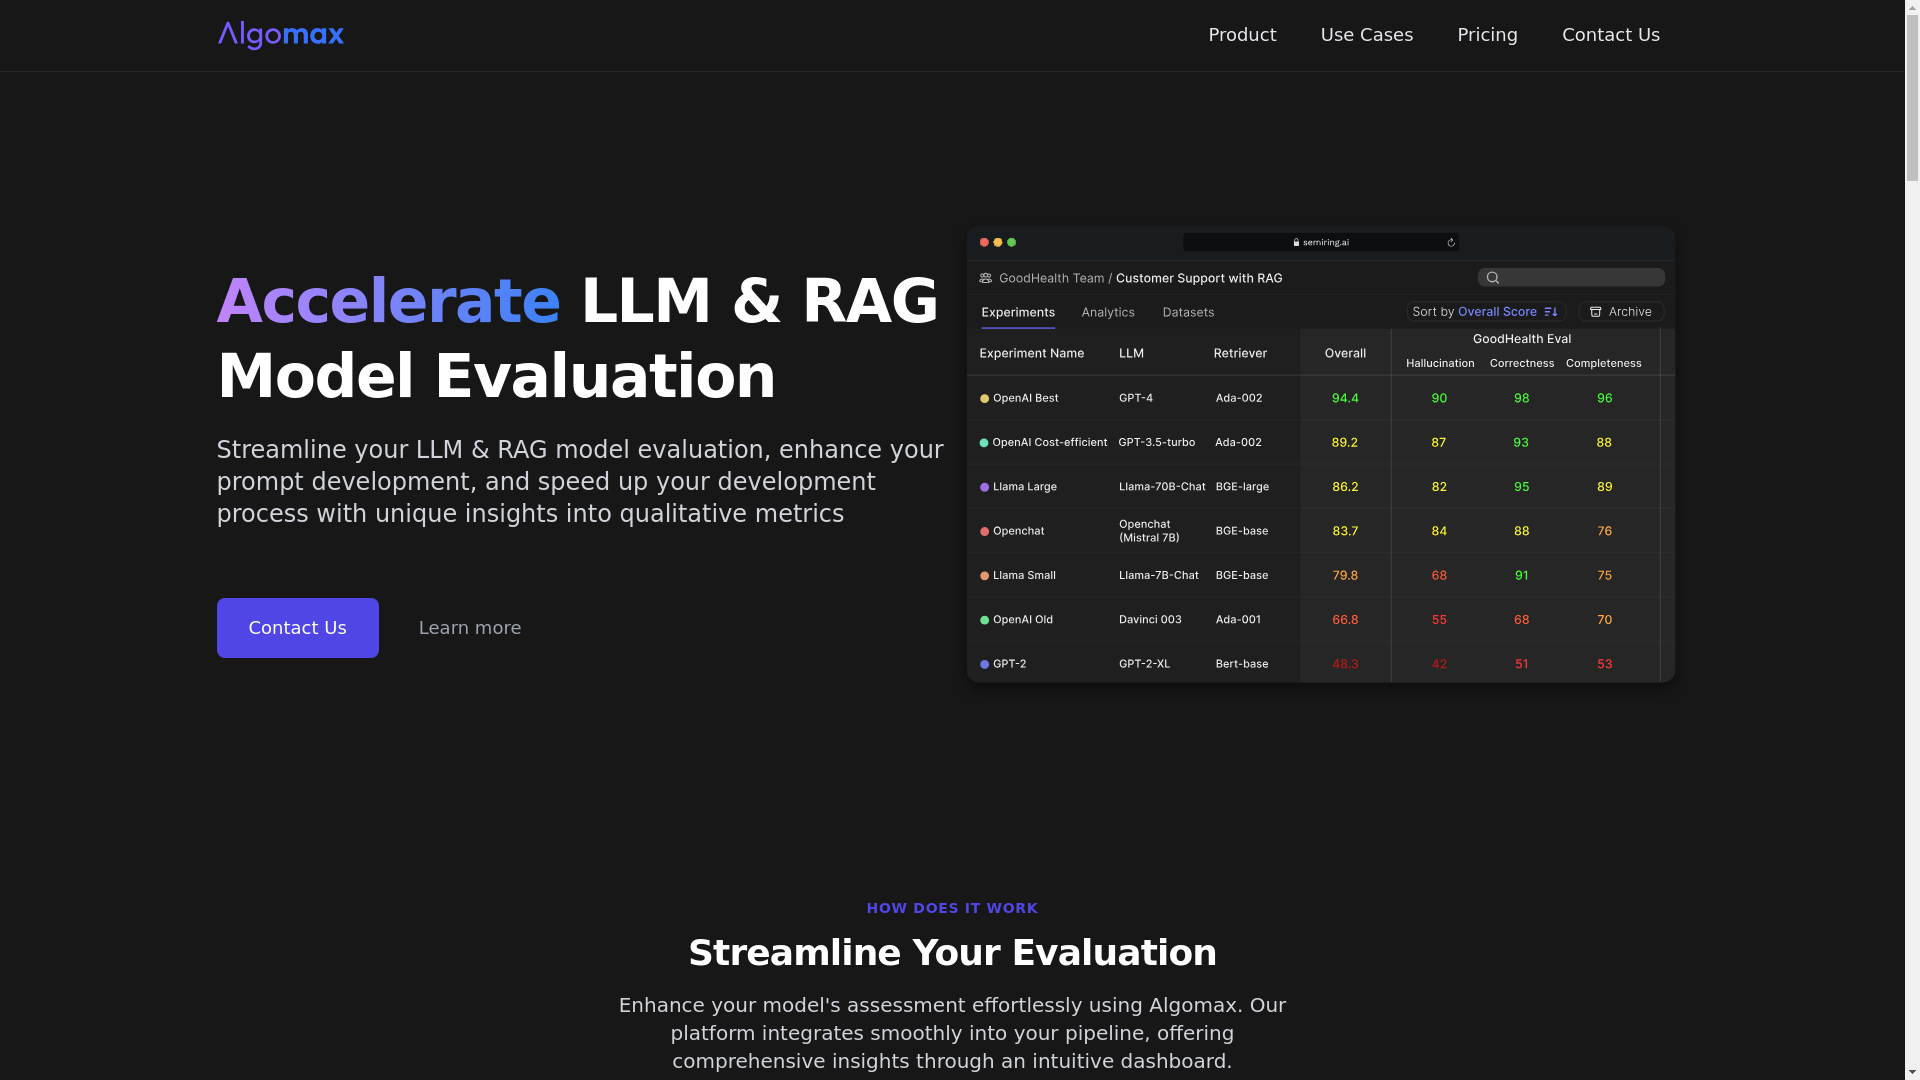 Algomax
Product Use Cases Pricing Contact Us
Accelerate LLM & RAG
Model Evaluation
Streamline your LLM & RAG model evaluation, enhance your
prompt development, and speed up your development
process with unique insights into qualitative metrics
Contact Us Learn more
semiring.ai
GoodHealth Team / Customer Support with RAG
Experiments Analytics Datasets Sort by Overall Score Archive
GoodHealth Eval
Experiment Name LLM Retriever Overall Hallucination Correctness Completeness
OpenAI Best GPT-4 Ada-002 94.4 90 98 96
OpenAI Cost-efficient GPT-3.5-turbo Ada-002 89.2 87 93 88
Llama Large Llama-70B-Chat BGE-large 86.2 82 95 89
Openchat Openchat (Mistral 7B) BGE-base 83.7 84 88 76
Llama Small Llama-7B-Chat BGE-base 79.8 68 91 75
OpenAI Old Davinci 003 Ada-001 66.8 55 68 70
GPT-2 GPT-2-XL Bert-base 48.3 42 51 53
HOW DOES IT WORK
Streamline Your Evaluation
Enhance your model's assessment effortlessly using Algomax. Our
platform integrates smoothly into your pipeline, offering
comprehensive insights through an intuitive dashboard.